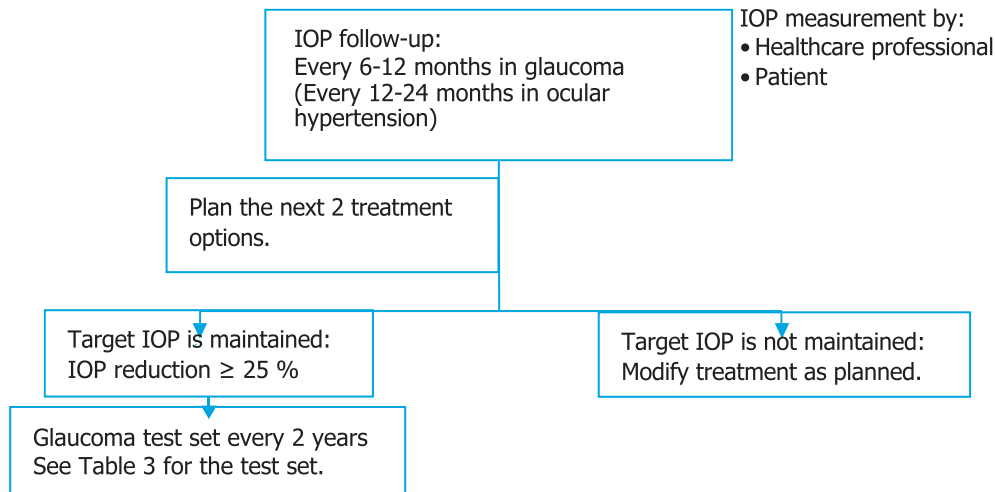 IOP follow-up:
Every 6-12 months in glaucoma
(Every 12-24 months in ocular
hypertension)
IOP measurement by:
• Healthcare professional
• Patient
Plan the next 2 treatment
options.
Target IOP is maintained:
IOP reduction ≥ 25 %
Target IOP is not maintained:
Modify treatment as planned.
Glaucoma test set every 2 years
See Table 3 for the test set.